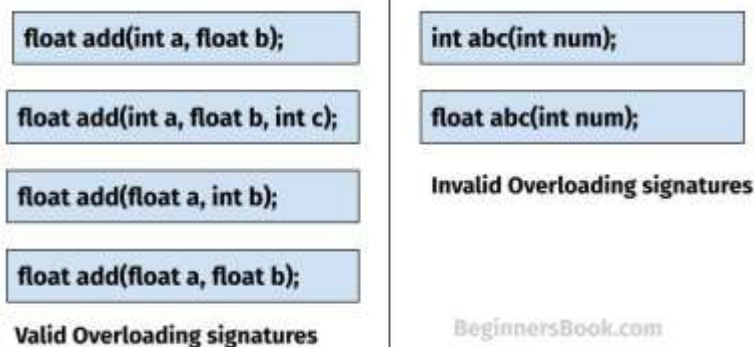 float add(int a, float b);
float add(int a, float b, int c);
float add(float a, int b);
float add(float a, float b);
Valid Overloading signatures
int abc(int num);
float abc(int num);
Invalid Overloading signatures
BeginnersBook.com